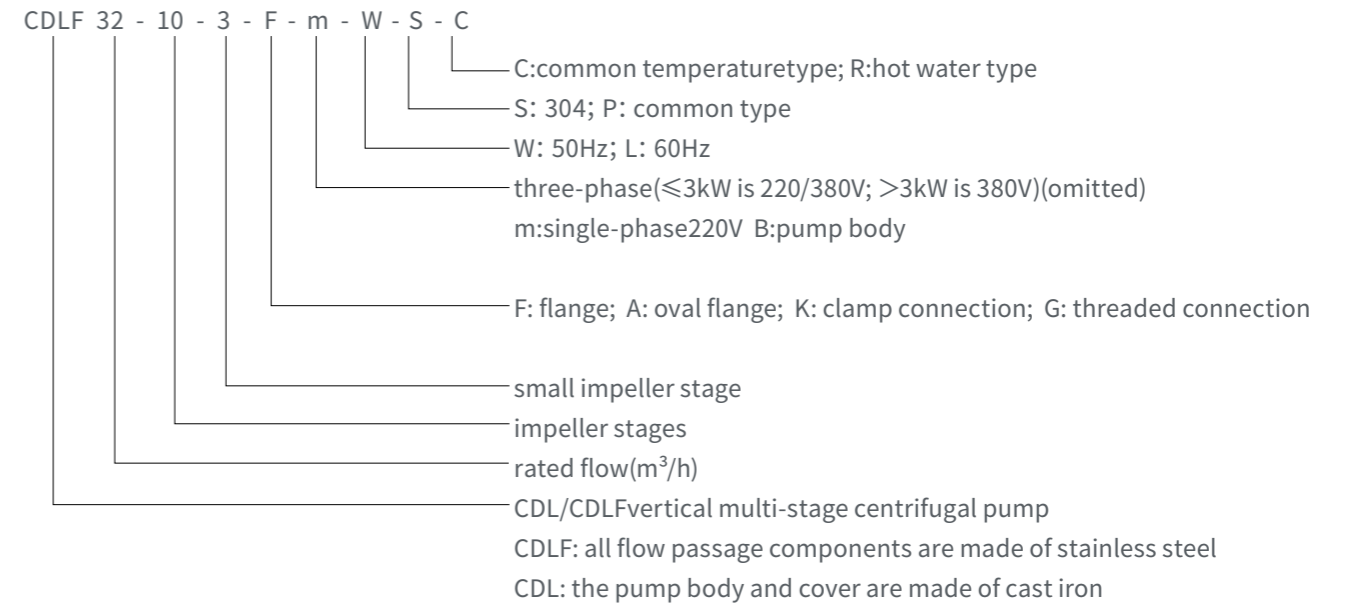 CDLF 32 - 10 - 3 - F - m - W - S - C
C:common temperaturetype; R:hot water type
S: 304; P: common type
W: 50Hz; L: 60Hz
three-phase(⩽3kW is 220/380V; >3kW is 380V)(omitted)
m:single-phase220V B:pump body
F: flange; A: oval flange; K: clamp connection; G: threaded connection
small impeller stage
impeller stages
rated flow(m³/h)
CDL/CDLFvertical multi-stage centrifugal pump
CDLF: all flow passage components are made of stainless steel
CDL: the pump body and cover are made of cast iron